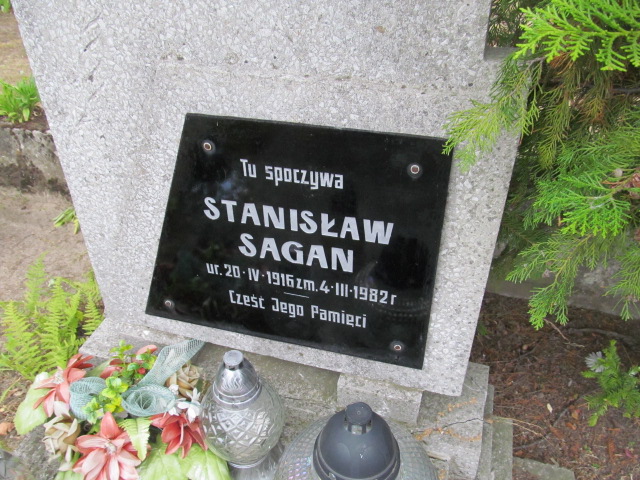 Tu spoczywa
STANISŁAW
SAGAN
ur. 20·IV·1916 zm. 4·III·1982 r
Cześć Jego Pamięci